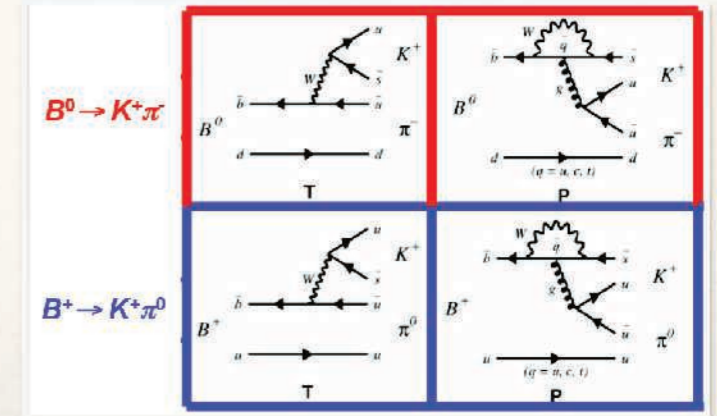 B⁰ → K⁺π⁻
u
K⁺
W
s̄
b̄
ū
B⁰
π⁻
d
d
T
W
q̄
b̄
s̄
u
K⁺
g
B⁰
ū
π⁻
d
d
(q = u, c, t)
P
B⁺ → K⁺π⁰
u
K⁺
W
s̄
b̄
ū
B⁺
π⁰
u
u
T
W
q̄
b̄
s̄
u
K⁺
g
B⁺
ū
π⁰
u
u
(q = u, c, t)
P